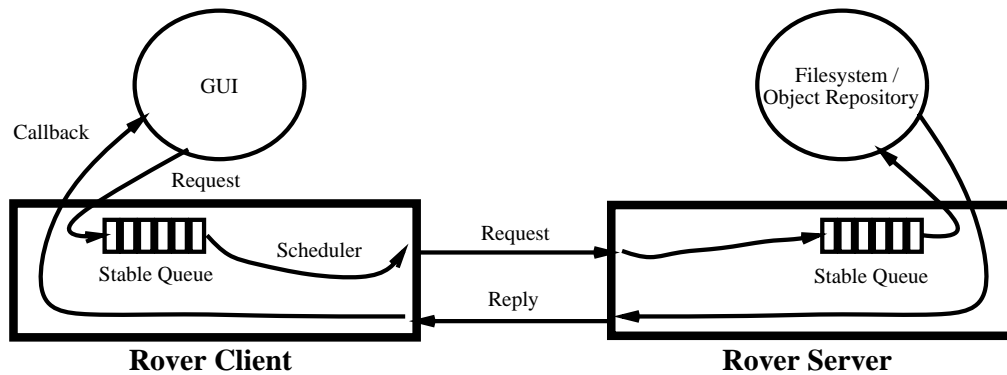 GUI
Filesystem /
Object Repository
Callback
Request
Scheduler
Stable Queue
Request
Reply
Stable Queue
Rover Client
Rover Server